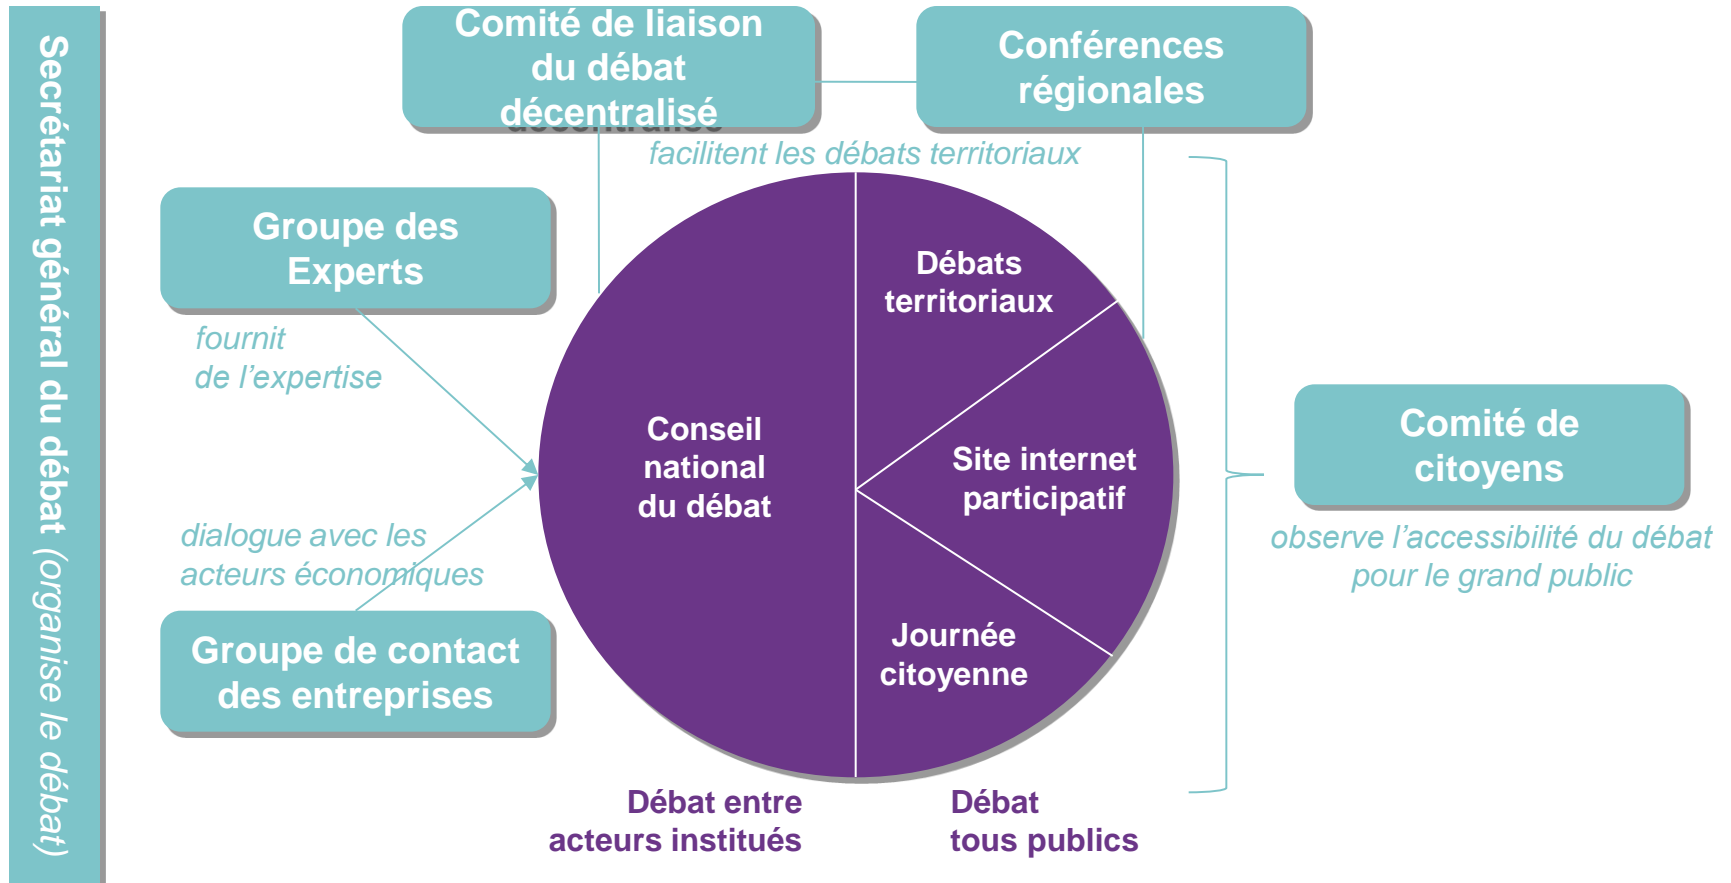 Secrétariat général du débat (organise le débat)
Comité de liaison
du débat
décentralisé
Conférences
régionales
facilitent les débats territoriaux
Groupe des
Experts
fournit
de l’expertise
dialogue avec les
acteurs économiques
Groupe de contact
des entreprises
Conseil
national
du débat
Débats
territoriaux
Site internet
participatif
Journée
citoyenne
Comité de
citoyens
observe l’accessibilité du débat
pour le grand public
Débat entre
acteurs institués
Débat
tous publics